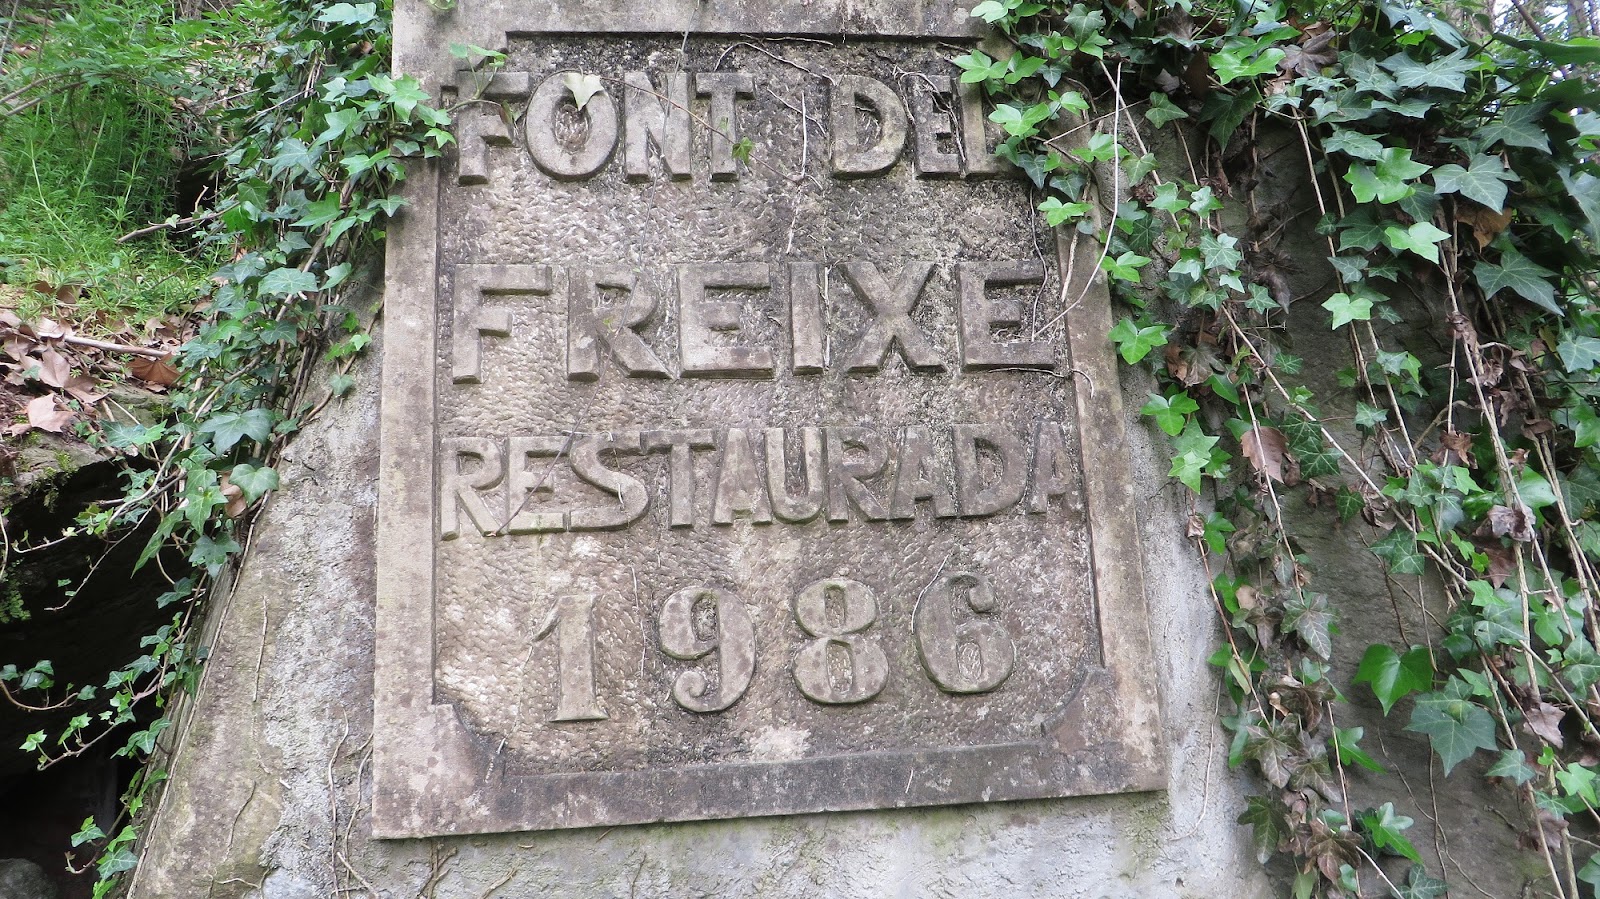 FONT DEL
FREIXE
RESTAURADA
1986